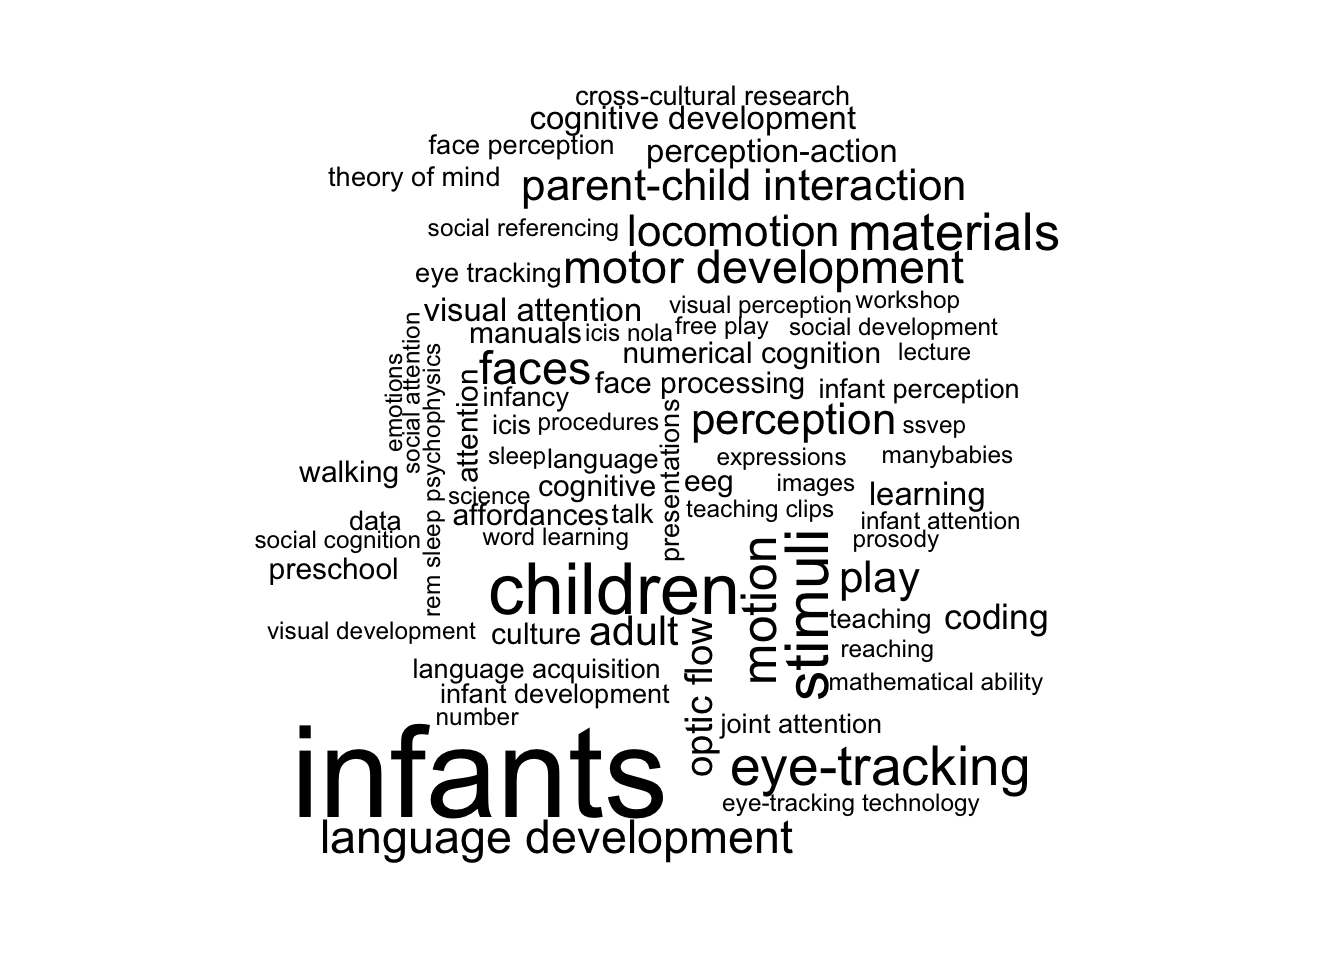 cross-cultural research
cognitive development
face perception
perception-action
theory of mind
parent-child interaction
social referencing
locomotion
materials
eye tracking
motor development
visual attention
visual perception
workshop
manuals
icis nola
free play
social development
numerical cognition
lecture
emotions
social attention
rem sleep psychophysics
attention
faces
face processing
infant perception
infancy
icis
procedures
presentations
perception
ssvep
walking
sleep
language
expressions
manybabies
science
cognitive
eeg
images
learning
data
affordances
talk
teaching clips
infant attention
social cognition
word learning
prosody
preschool
children
motion
stimuli
play
visual development
culture
adult
optic flow
teaching
coding
reaching
language acquisition
infant development
mathematical ability
number
joint attention
infants
eye-tracking
eye-tracking technology
language development